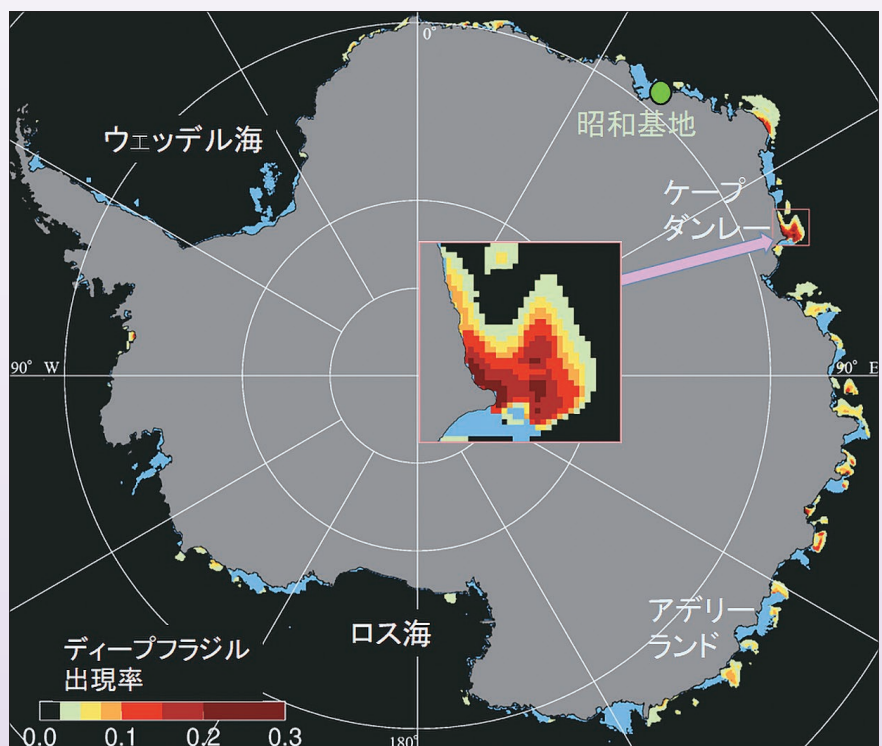 0°
昭和基地
ウェッデル海
ケープ
ダンレー
90° W
90° E
アデリー
ランド
ロス海
ディープフラジル
出現率
0.0 0.1 0.2 0.3
180°